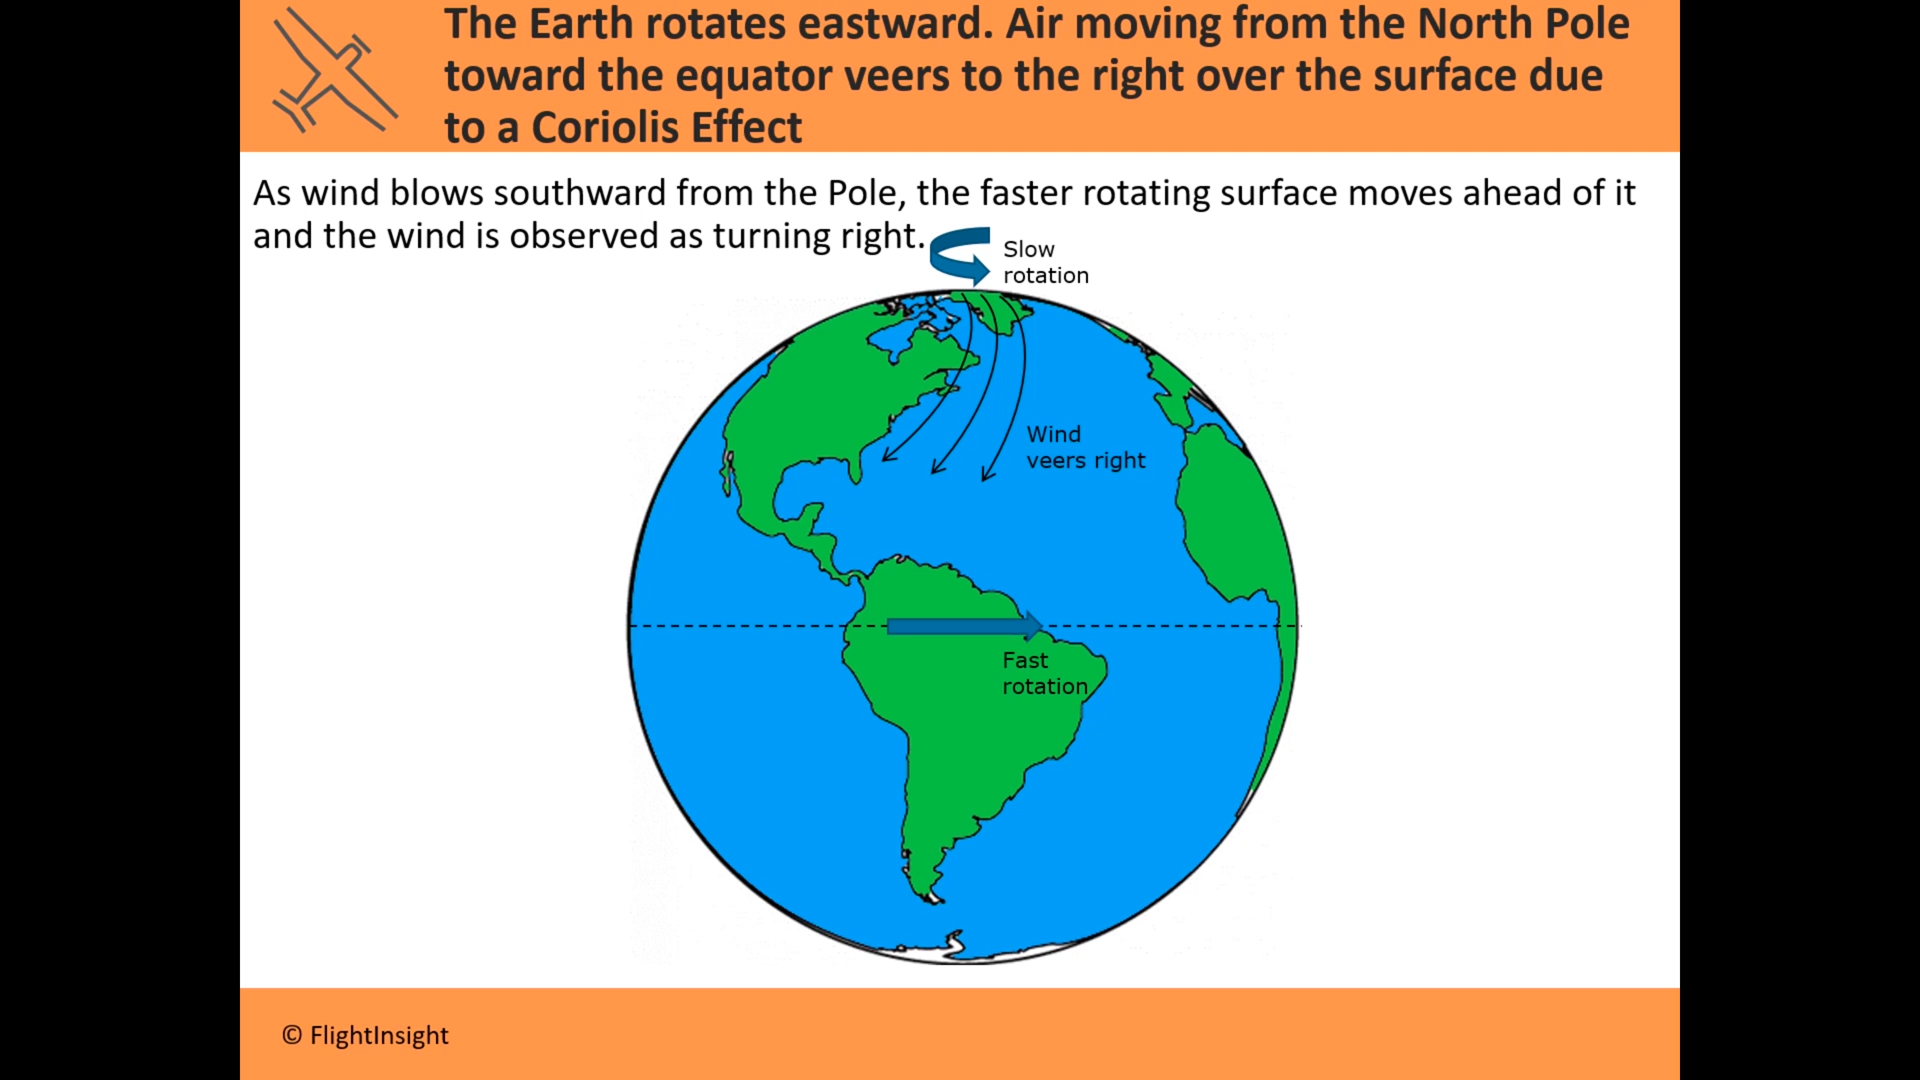 The Earth rotates eastward. Air moving from the North Pole
toward the equator veers to the right over the surface due
to a Coriolis Effect
As wind blows southward from the Pole, the faster rotating surface moves ahead of it
and the wind is observed as turning right.
Slow
rotation
Wind
veers right
Fast
rotation
© FlightInsight